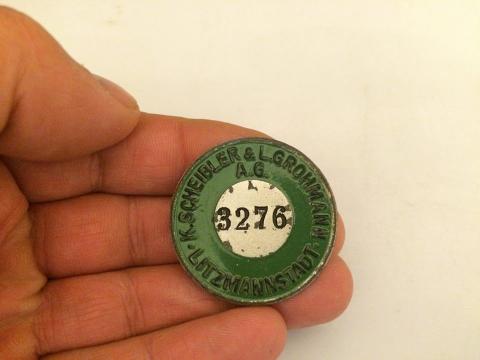 K. SCHEIBLER & L. GROHMANN
A.G.
3276
LITZMANNSTADT